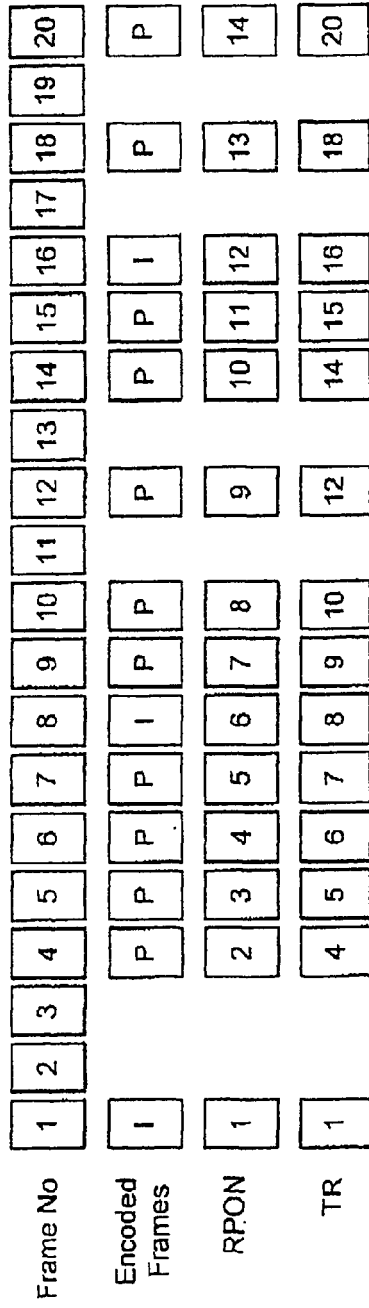 Frame No 1 2 3 4 5 6 7 8 9 10 11 12 13 14 15 16 17 18 19 20
Encoded
Frames I P P P P I P P P P P I P P
RPON 1 2 3 4 5 6 7 8 9 10 11 12 13 14
TR 1 4 5 6 7 8 9 10 12 14 15 16 18 20